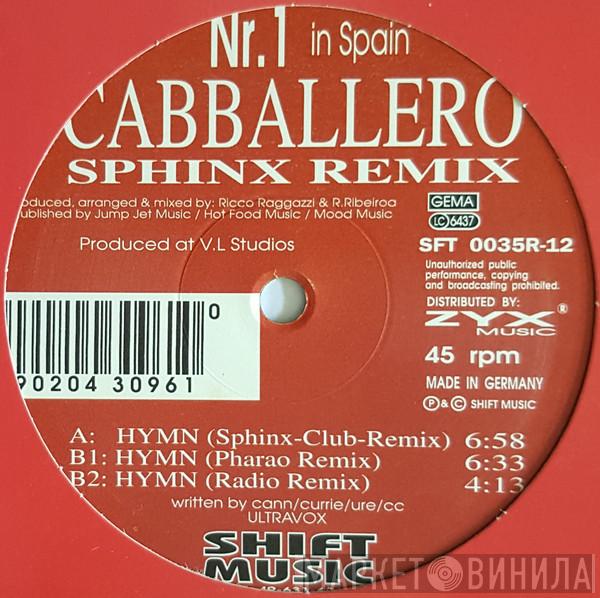 Nr.1 in Spain
CABBALLERO
SPHINX REMIX
oduced, arranged & mixed by: Ricco Raggazzi & R.Ribeiroa
ublished by Jump Jet Music / Hot Food Music / Mood Music
Produced at V.L Studios
GEMA
LC 6437
SFT 0035R-12
Unauthorized public
performance, copying
and broadcasting prohibited.
DISTRIBUTED BY:
ZYX®
MUSIC
45 rpm
MADE IN GERMANY
Ⓟ & © SHIFT MUSIC
0
90204 30961
A: HYMN (Sphinx-Club-Remix) 6:58
B1: HYMN (Pharao Remix) 6:33
B2: HYMN (Radio Remix) 4:13
written by cann/currie/ure/cc
ULTRAVOX
SHIFT
MUSIC
МАРКЕТ ВИНИЛА